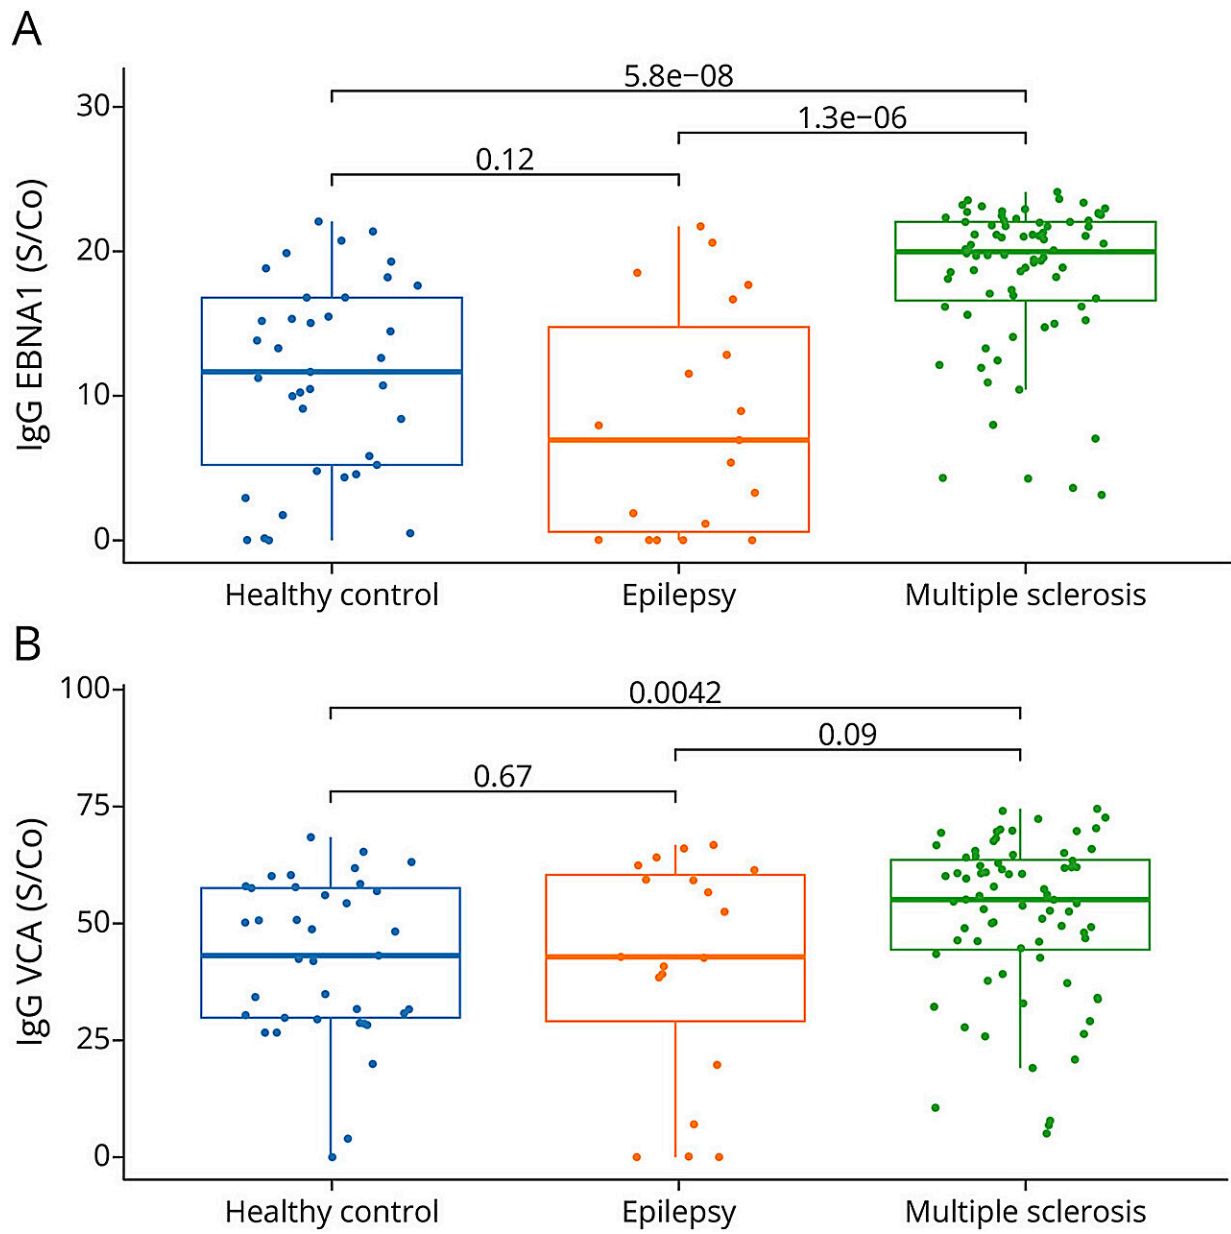 A
IgG EBNA1 (S/Co)
30
20
10
0
5.8e−08
1.3e−06
0.12
Healthy control Epilepsy Multiple sclerosis
B
IgG VCA (S/Co)
100
75
50
25
0
0.0042
0.09
0.67
Healthy control Epilepsy Multiple sclerosis